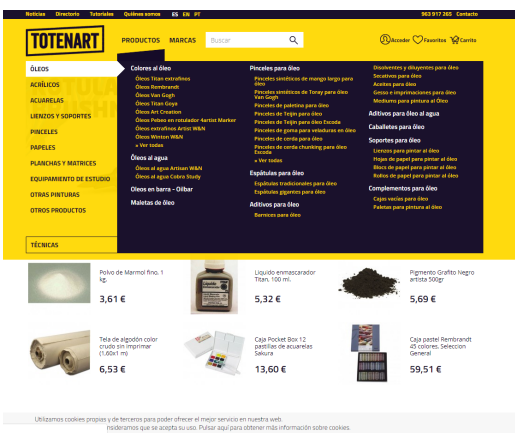 Noticias Directorio Tutoriales Quiénes somos ES EN PT 963 917 265 Contacto
TOTENART PRODUCTOS MARCAS Buscar Acceder Favoritos Carrito
ÓLEOS
ACRÍLICOS
ACUARELAS
LIENZOS Y SOPORTES
PINCELES
PAPELES
PLANCHAS Y MATRICES
EQUIPAMIENTO DE ESTUDIO
OTRAS PINTURAS
OTROS PRODUCTOS
TÉCNICAS
Colores al óleo
Óleos Titan extrafinos
Óleos Rembrandt
Óleos Van Gogh
Óleos Titan Goya
Óleos Art Creation
Óleos Pebeo en rotulador 4artist Marker
Óleos extrafinos Artist W&N
Óleos Winton W&N
» Ver todas
Óleos al agua
Óleos al agua Artisan W&N
Óleos al agua Cobra Study
Óleos en barra - Oilbar
Maletas de óleo
Pinceles para óleo
Pinceles sintéticos de mango largo para
óleo
Pinceles sintéticos de Toray para óleo
Van Gogh
Pinceles de paletina para óleo
Pinceles de Teijin para óleo
Pinceles de Teijin para óleo Escoda
Pinceles de goma para veladuras en óleo
Pinceles de cerda para óleo
Pinceles de cerda chunking para óleo
Escoda
» Ver todas
Espátulas para óleo
Espátulas tradicionales para óleo
Espátulas gigantes para óleo
Aditivos para óleo
Barnices para óleo
Disolventes y diluyentes para óleo
Secativos para óleo
Aceites para óleo
Gesso e imprimaciones para óleo
Mediums para pintura al Óleo
Aditivos para óleo al agua
Caballetes para óleo
Soportes para óleo
Lienzos para pintar al óleo
Hojas de papel para pintar al óleo
Blocs de papel para pintar al óleo
Rollos de papel para pintar al óleo
Complementos para óleo
Cajas vacías para óleo
Paletas para pintura al óleo
Polvo de Marmol fino. 1
kg.
3,61 €
Liquido enmascarador
Titan. 100 ml.
5,32 €
Pigmento Grafito Negro
artista 500gr
5,69 €
Tela de algodón color
crudo sin imprimar
(1.60x1 m)
6,53 €
Caja Pocket Box 12
pastillas de acuarelas
Sakura
13,60 €
Caja pastel Rembrandt
45 colores. Seleccion
General
59,51 €
Utilizamos cookies propias y de terceros para poder ofrecer el mejor servicio en nuestra web.
nsideramos que se acepta su uso. Pulsar aquí para obtener más información sobre cookies.